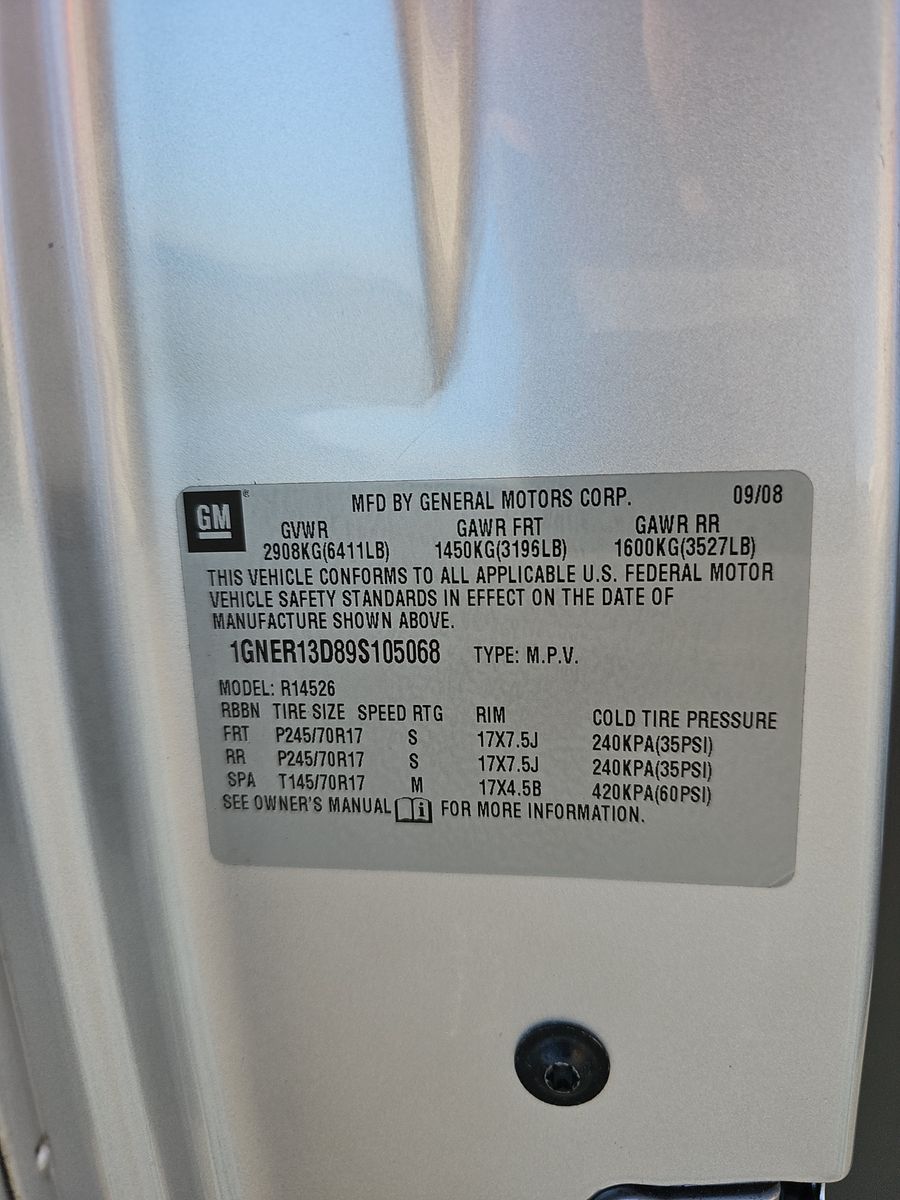 GM® MFD BY GENERAL MOTORS CORP. 09/08
GVWR GAWR FRT GAWR RR
2908KG(6411LB) 1450KG(3196LB) 1600KG(3527LB)
THIS VEHICLE CONFORMS TO ALL APPLICABLE U.S. FEDERAL MOTOR
VEHICLE SAFETY STANDARDS IN EFFECT ON THE DATE OF
MANUFACTURE SHOWN ABOVE.
1GNER13D89S105068 TYPE: M.P.V.
MODEL: R14526
RBBN TIRE SIZE SPEED RTG RIM COLD TIRE PRESSURE
FRT P245/70R17 S 17X7.5J 240KPA(35PSI)
RR P245/70R17 S 17X7.5J 240KPA(35PSI)
SPA T145/70R17 M 17X4.5B 420KPA(60PSI)
SEE OWNER'S MANUAL i FOR MORE INFORMATION.